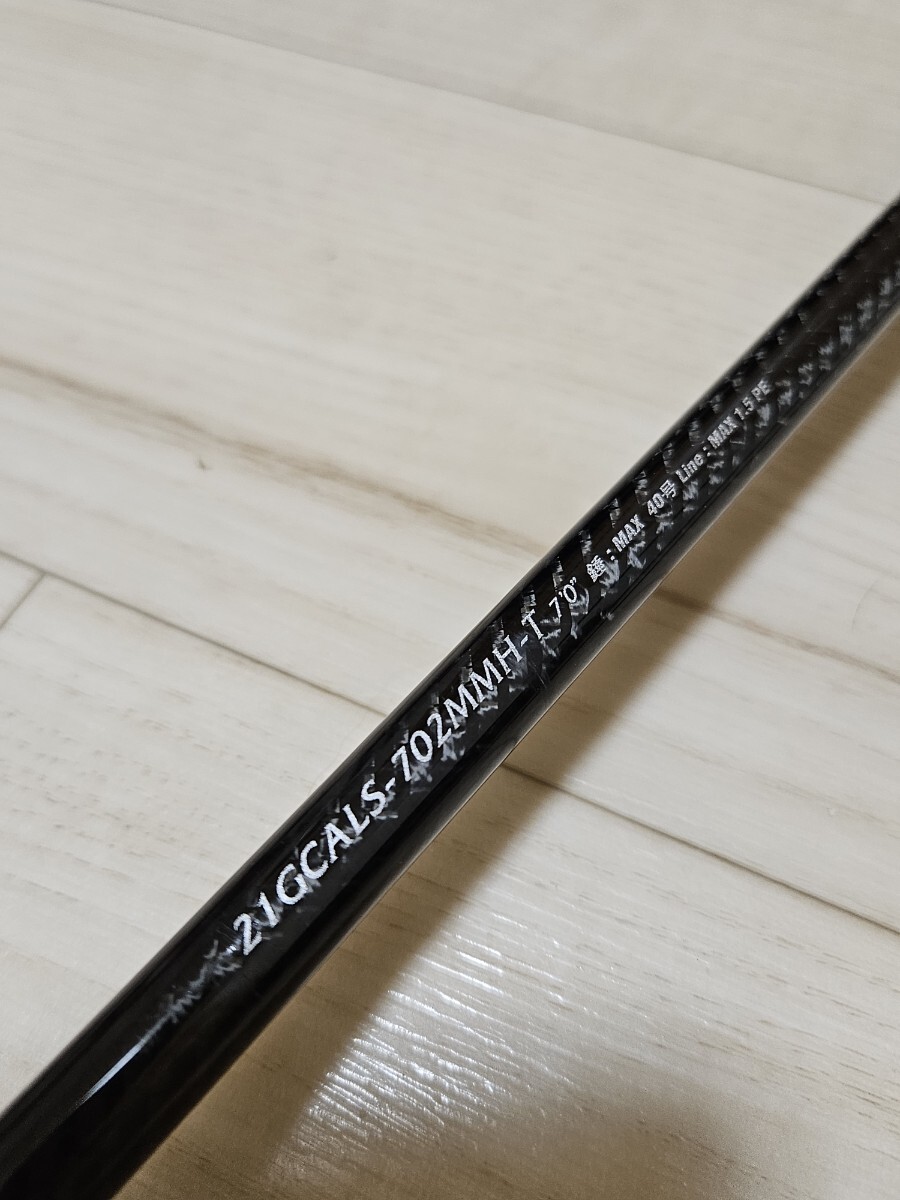 21GCALS-702MMH-T 7'0" 錘：MAX 40号 Line : MAX 1.5 PE